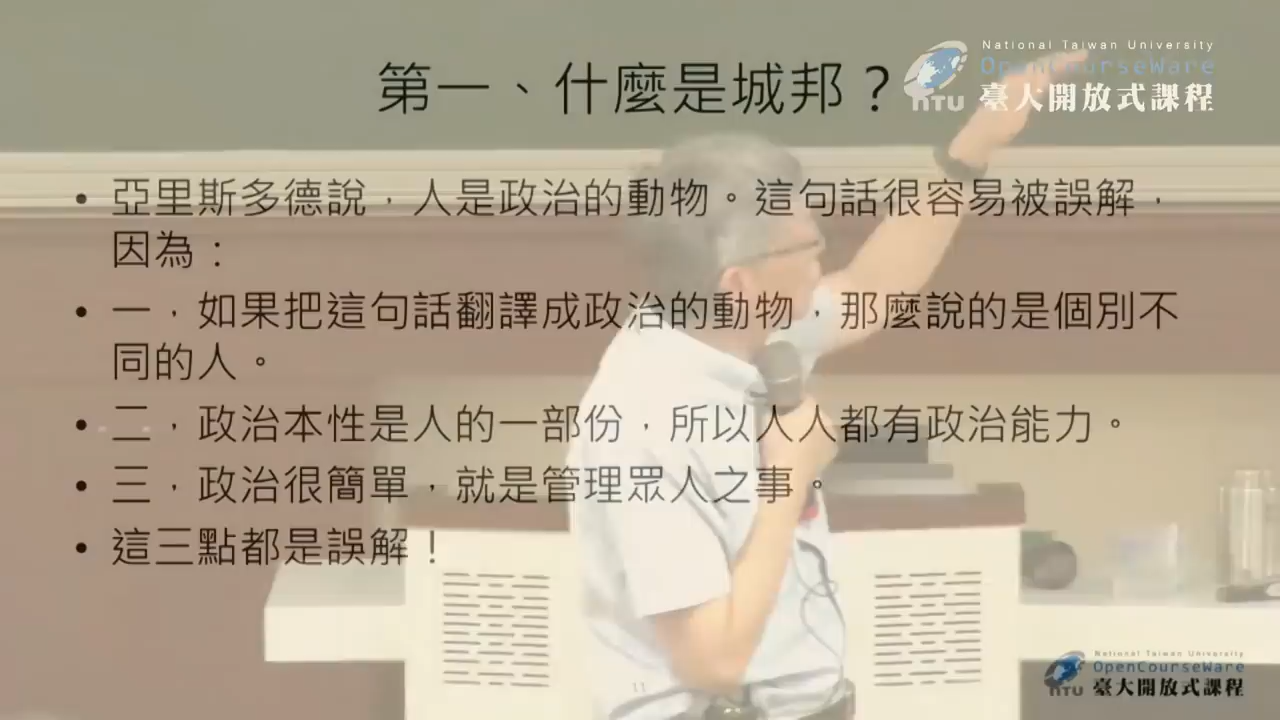 National Taiwan University
OpenCourseWare
NTU 臺大開放式課程
第一、什麼是城邦？
• 亞里斯多德說，人是政治的動物。這句話很容易被誤解，
因為：
• 一，如果把這句話翻譯成政治的動物，那麼說的是個別不
同的人。
• 二，政治本性是人的一部份，所以人人都有政治能力。
• 三，政治很簡單，就是管理眾人之事。
• 這三點都是誤解！
11
National Taiwan University
OpenCourseWare
NTU 臺大開放式課程